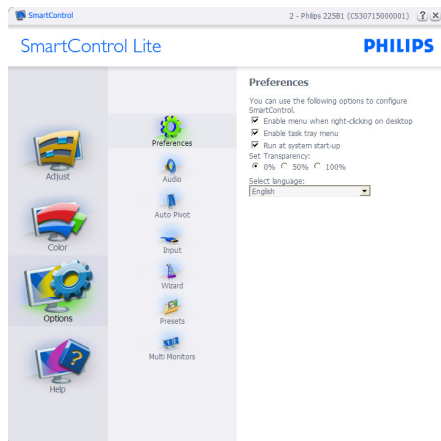 SmartControl
2 - Philips 225B1 (CS30715000001)
SmartControl Lite
PHILIPS
Adjust
Color
Options
Help
Preferences
Audio
Auto Pivot
Input
Wizard
Presets
Multi Monitors
Preferences
You can use the following options to configure
SmartControl.
Enable menu when right-clicking on desktop
Enable task tray menu
Run at system start-up
Set Transparency:
0% 50% 100%
Select language:
English